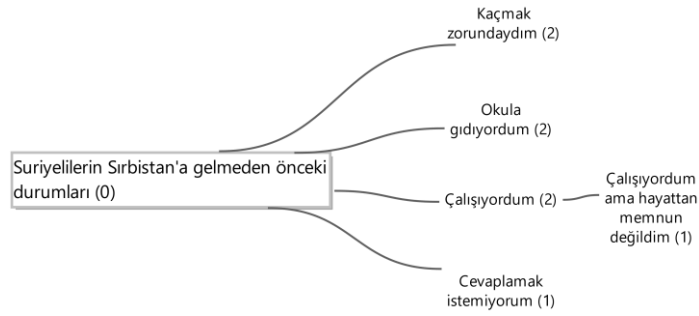 Kaçmak
zorundaydım (2)
Okula
gıdıyordum (2)
Suriyelilerin Sırbistan'a gelmeden önceki
durumları (0)
Çalışıyordum (2)
Çalışıyordum
ama hayattan
memnun
değildim (1)
Cevaplamak
istemiyorum (1)